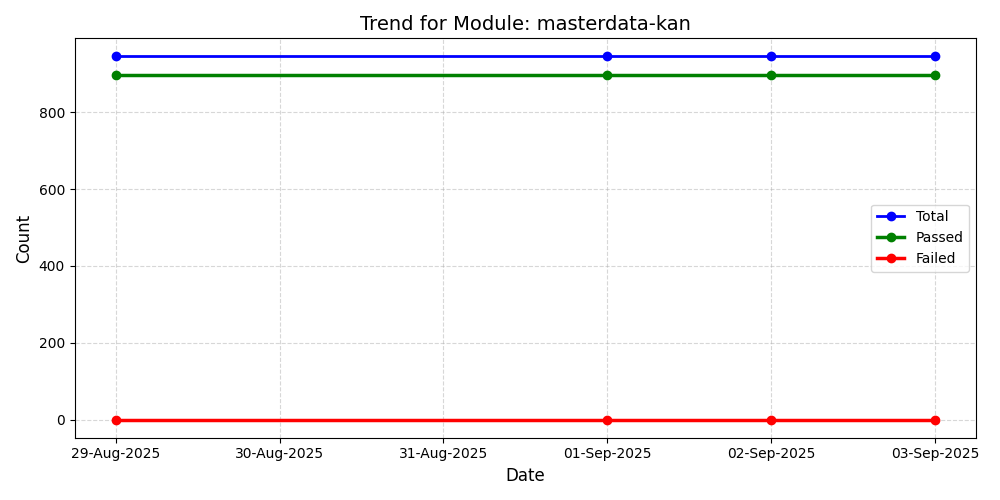 Trend for Module: masterdata-kan
Count
800
600
400
200
0
Total
Passed
Failed
29-Aug-2025 30-Aug-2025 31-Aug-2025 01-Sep-2025 02-Sep-2025 03-Sep-2025
Date